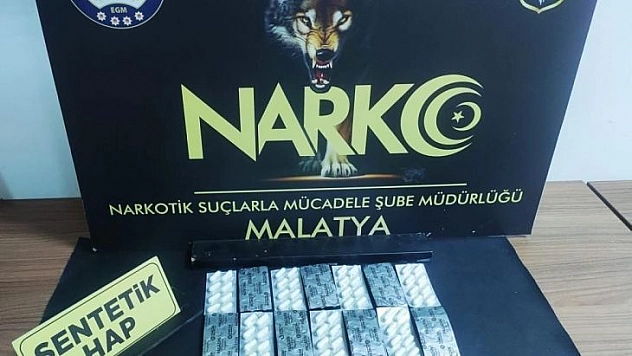 EGM
NARKO
NARKOTİK SUÇLARLA MÜCADELE ŞUBE MÜDÜRLÜĞÜ
MALATYA
SENTETİK
HAP